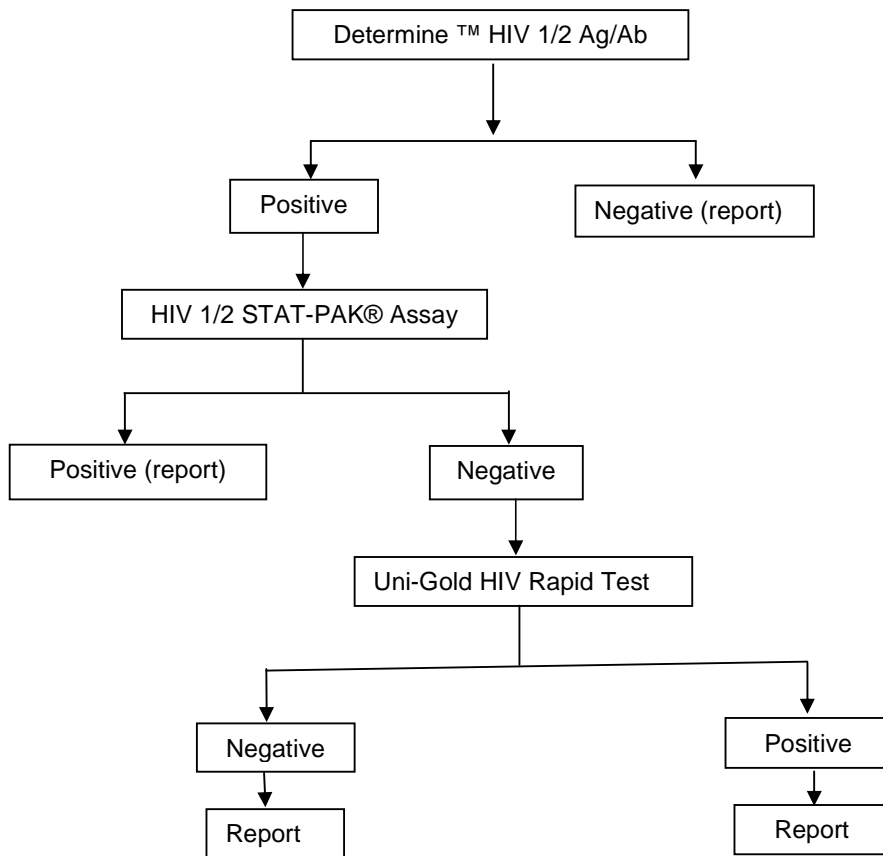 Determine ™ HIV 1/2 Ag/Ab
Positive
Negative (report)
HIV 1/2 STAT-PAK® Assay
Positive (report)
Negative
Uni-Gold HIV Rapid Test
Negative
Positive
Report
Report